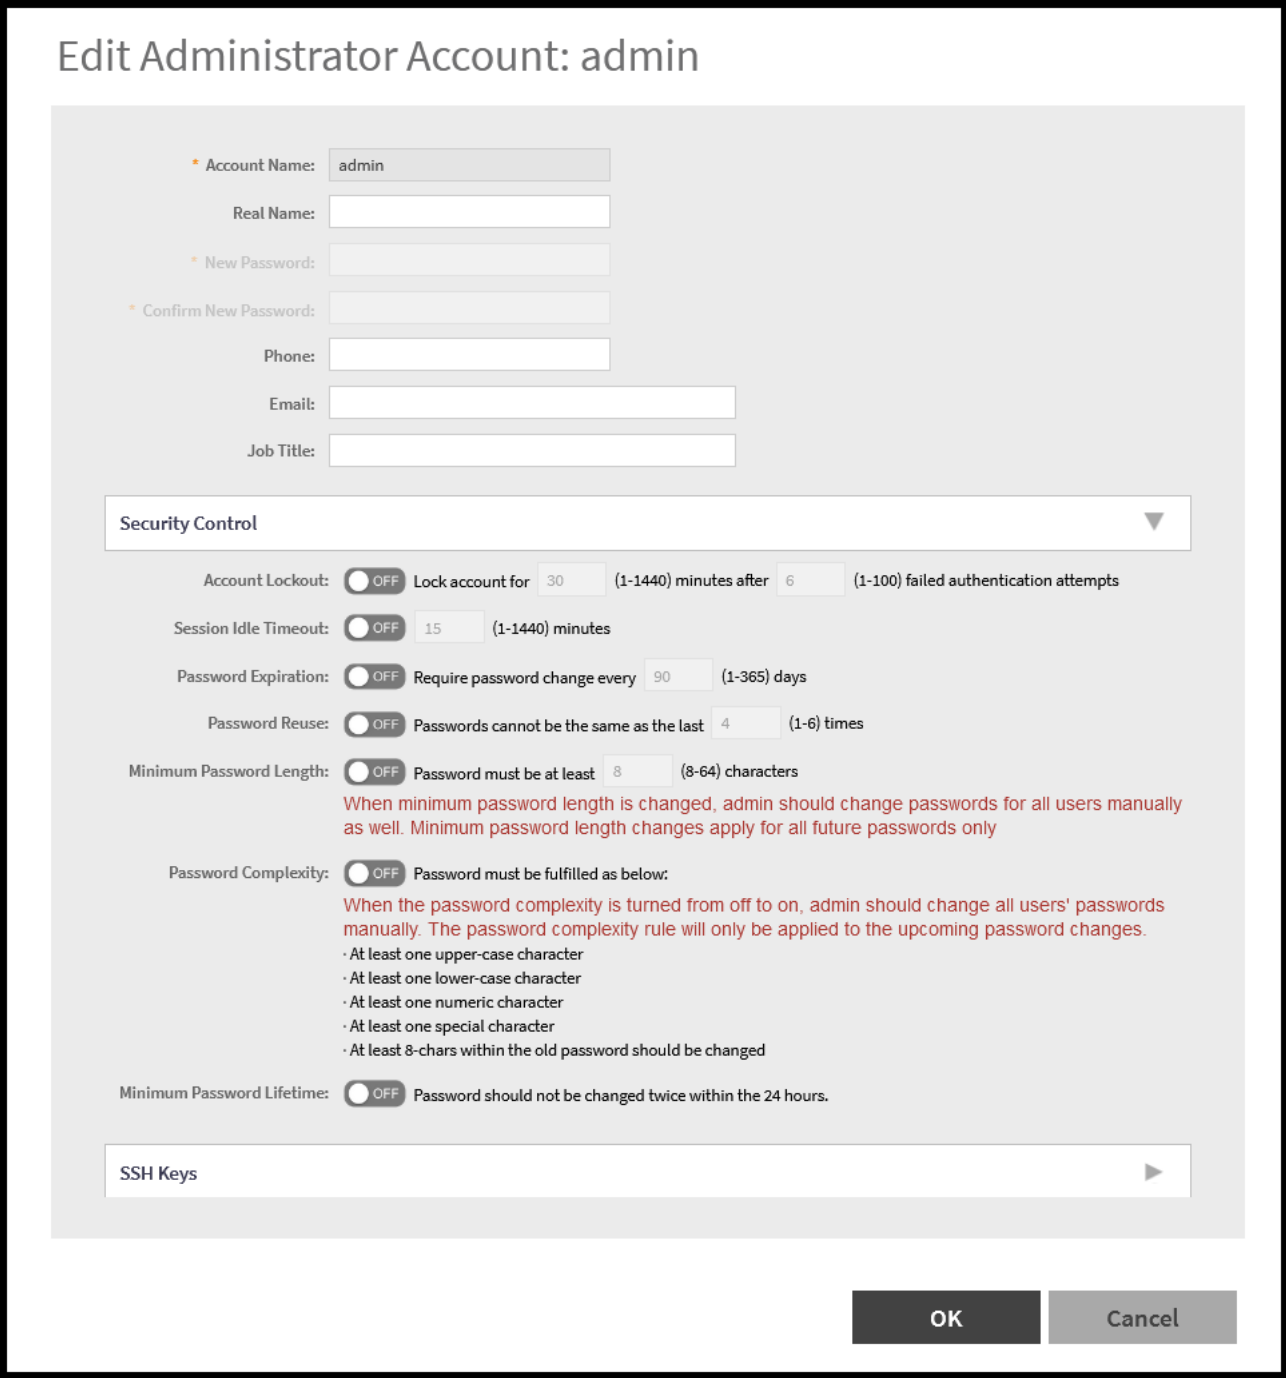 Edit Administrator Account: admin
* Account Name: admin
Real Name:
* New Password:
* Confirm New Password:
Phone:
Email:
Job Title:
Security Control
Account Lockout: OFF Lock account for 30 (1-1440) minutes after 6 (1-100) failed authentication attempts
Session Idle Timeout: OFF 15 (1-1440) minutes
Password Expiration: OFF Require password change every 90 (1-365) days
Password Reuse: OFF Passwords cannot be the same as the last 4 (1-6) times
Minimum Password Length: OFF Password must be at least 8 (8-64) characters
When minimum password length is changed, admin should change passwords for all users manually
as well. Minimum password length changes apply for all future passwords only
Password Complexity: OFF Password must be fulfilled as below:
When the password complexity is turned from off to on, admin should change all users' passwords
manually. The password complexity rule will only be applied to the upcoming password changes.
· At least one upper-case character
· At least one lower-case character
· At least one numeric character
· At least one special character
· At least 8-chars within the old password should be changed
Minimum Password Lifetime: OFF Password should not be changed twice within the 24 hours.
SSH Keys
OK Cancel